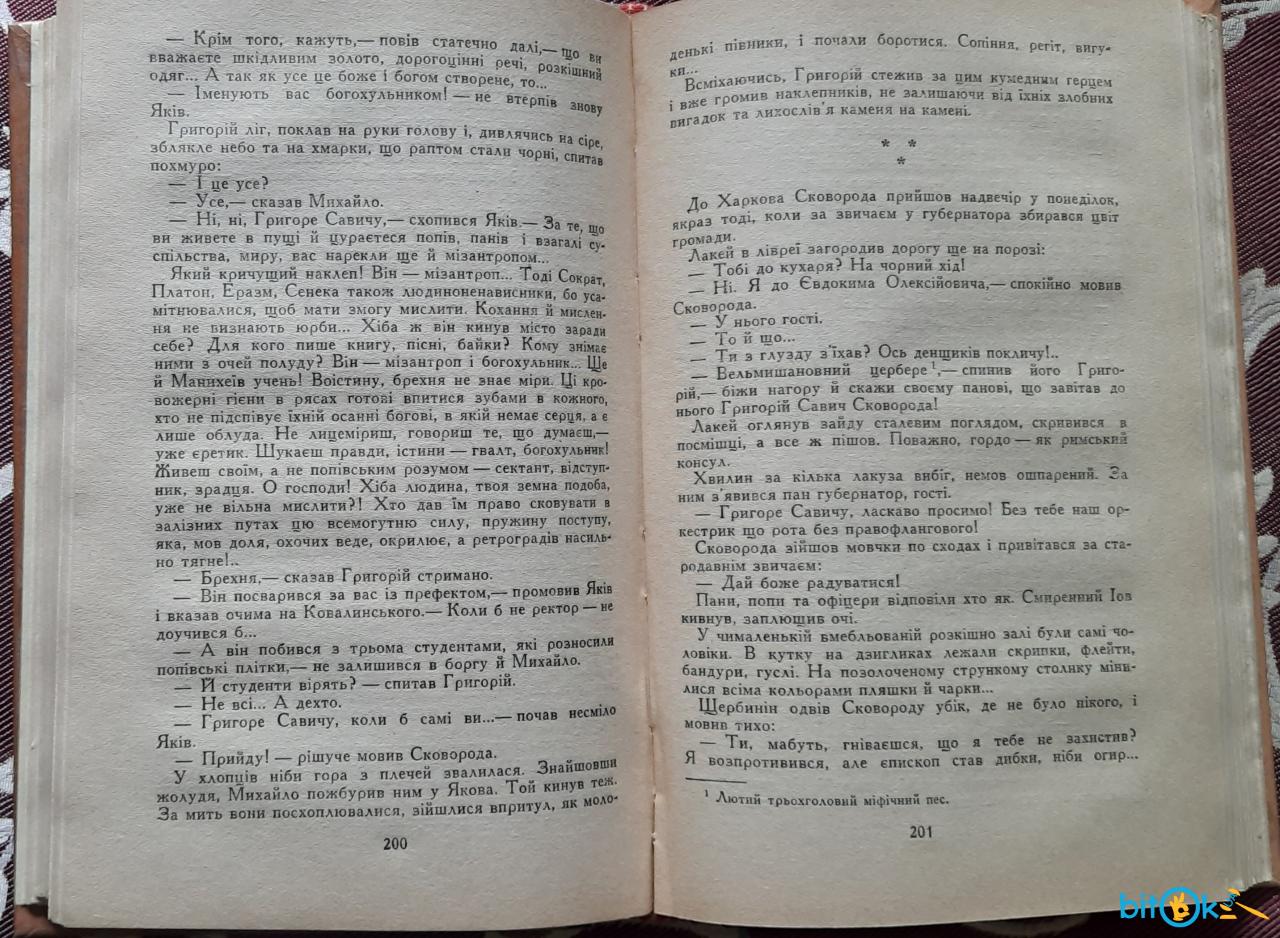 — Крім того, кажуть,— повів статечно далі,— що ви
вважаєте шкідливим золото, дорогоцінні речі, розкішний
одяг... А так як усе це боже і богом створене, то...
— Іменують вас богохульником! — не втерпів знову
Яків.
Григорій ліг, поклав на руки голову і, дивлячись на сіре,
збляклe небо та на хмарки, що раптом стали чорні, спитав
похмуро:
— І це усе?
— Усе,— сказав Михайло.
— Ні, ні, Григоре Савичу,— схопився Яків.— За те, що
ви живете в пущі й цураєтеся попів, панів і взагалі су-
спільства, миру, вас нарекли ще й мізантропом...
Який кричущий наклеп! Він — мізантроп... Тоді Сократ,
Платон, Еразм, Сенека також людиноненависники, бо уса-
мітнювалися, щоб мати змогу мислити. Кохання й мислен-
ня не визнають юрби... Хіба ж він кинув місто заради
себе? Для кого пише книгу, пісні, байки? Кому знімає
ними з очей полуду? Він — мізантроп і богохульник... Ще
й Манихеїв учень! Воістину, брехня не знає міри. Ці кро-
вожерні гієни в рясах готові впитися зубами в кожного,
хто не підспівує їхній осанні богові, в якій немає серця, а є
лише облуда. Не лицеміриш, говориш те, що думаєш,—
уже єретик. Шукаєш правди, істини — гвалт, богохульник!
Живеш своїм, а не попівським розумом — сектант, відступ-
ник, зрадця. О господи! Хіба людина, твоя земна подоба,
уже не вільна мислити?! Хто дав їм право сковувати в
залізних путах цю всемогутню силу, пружину поступу,
яка, мов доля, охочих веде, окрилює, а ретроградів насиль-
но тягне!..
— Брехня,— сказав Григорій стримано.
— Він посварився за вас із префектом,— промовив Яків
і вказав очима на Ковалинського.— Коли б не ректор — не
доучився б...
— А він побився з трьома студентами, які розносили
попівські плітки,— не залишився в боргу й Михайло.
— Й студенти вірять? — спитав Григорій.
— Не всі... А дехто.
— Григоре Савичу, коли б самі ви...— почав несміло
Яків.
— Прийду! — рішуче мовив Сковорода.
У хлопців ніби гора з плечей звалилася. Знайшовши
жолудя, Михайло пожбурив ним у Якова. Той кинув теж.
За мить вони посхоплювалися, зійшлися впритул, як моло-
200
денькі півники, і почали боротися. Сопіння, регіт, вигу-
ки...
Всміхаючись, Григорій стежив за цим кумедним герцем
і вже громив наклепників, не залишаючи від їхніх злобних
вигадок та лихослів'я каменя на камені.
* *
*
До Харкова Сковорода прийшов надвечір у понеділок,
якраз тоді, коли за звичаєм у губернатора збирався цвіт
громади.
Лакей в лівреї загородив дорогу ще на порозі:
— Тобі до кухаря? На чорний хід!
— Ні. Я до Євдокима Олексійовича,— спокійно мовив
Сковорода.
— У нього гості.
— То й що...
— Ти з глузду з'їхав? Ось денщиків покличу!..
— Вельмишановний цербере ¹,— спинив його Григо-
рій,— біжи нагору й скажи своєму панові, що завітав до
нього Григорій Савич Сковорода!
Лакей оглянув зайду сталевим поглядом, скривився в
посмішці, а все ж пішов. Поважно, гордо — як римський
консул.
Хвилин за кілька лакуза вибіг, немов ошпарений. За
ним з'явився пан губернатор, гості.
— Григоре Савичу, ласкаво просимо! Без тебе наш ор-
кестрик що рота без правофлангового!
Сковорода зійшов мовчки по сходах і привітався за ста-
родавнім звичаєм:
— Дай боже радуватися!
Пани, попи та офіцери відповіли хто як. Смиренний Іов
кивнув, заплющив очі.
У чималенькій вмебльованій розкішно залі були самі чо-
ловіки. В кутку на дзигликах лежали скрипки, флейти,
бандури, гуслі. На позолоченому струнхому столику міни-
лися всіма кольорами пляшки й чарки...
Щербинін одвів Сковороду убік, де не було нікого, і
мовив тихо:
— Ти, мабуть, гніваєшся, що я тебе не захистив?
Я возпротивився, але єпископ став дибки, ніби огир...
¹ Лютий трьохголовий міфічний пес.
201
bitOk